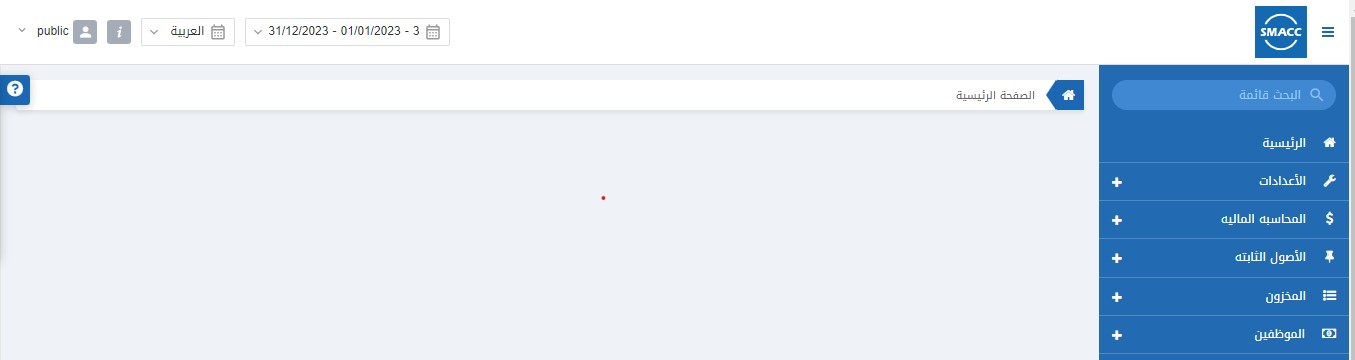 SMACC
3 - 01/01/2023 - 31/12/2023
العربية
public
البحث قائمة
الصفحة الرئيسية
الرئيسية
الأعدادات
المحاسبه الماليه
الأصول الثابته
المخزون
الموظفين